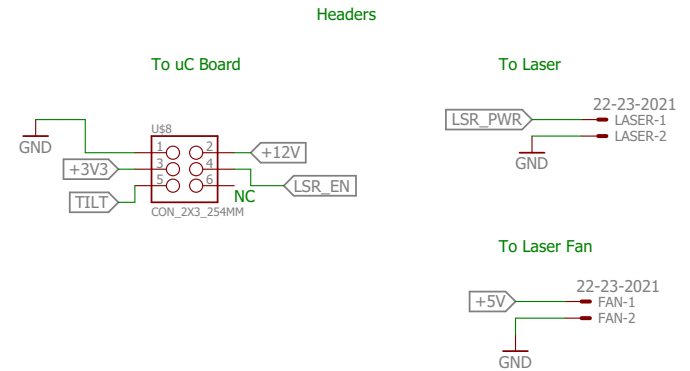 Headers
To uC Board
U$8
GND
1
2
+12V
+3V3
3
4
LSR_EN
TILT
5
6
NC
CON_2X3_254MM
To Laser
22-23-2021
LSR_PWR
LASER-1
LASER-2
GND
To Laser Fan
22-23-2021
+5V
FAN-1
FAN-2
GND